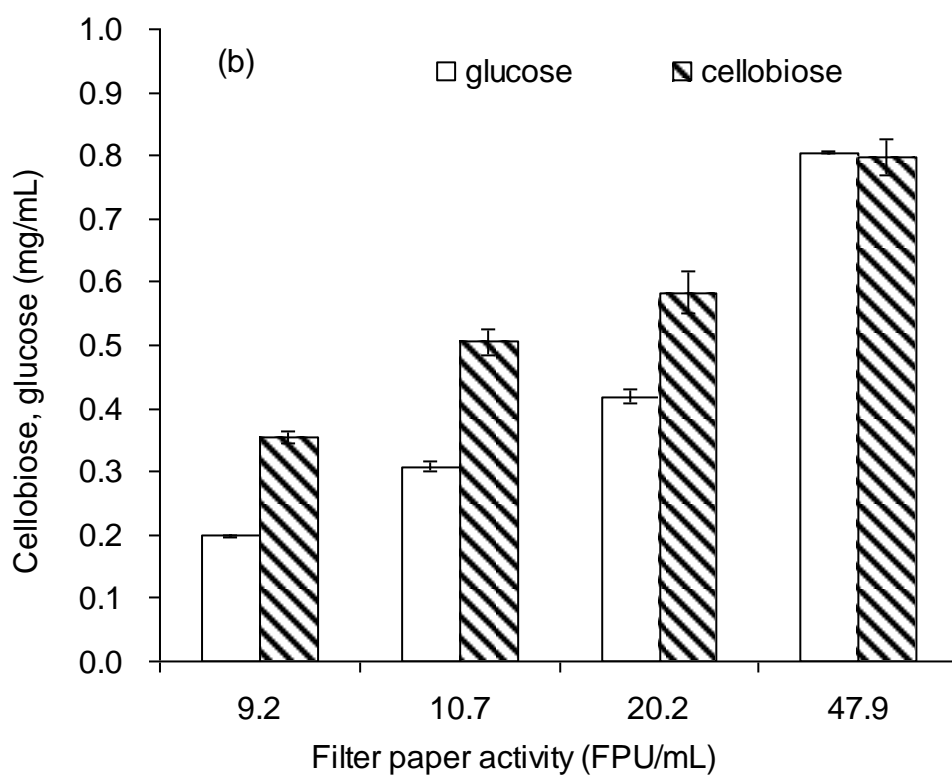 1.0
(b)
glucose
cellobiose
0.9
0.8
0.7
0.6
0.5
0.4
0.3
0.2
0.1
0.0
Cellobiose, glucose (mg/mL)
9.2 10.7 20.2 47.9
Filter paper activity (FPU/mL)